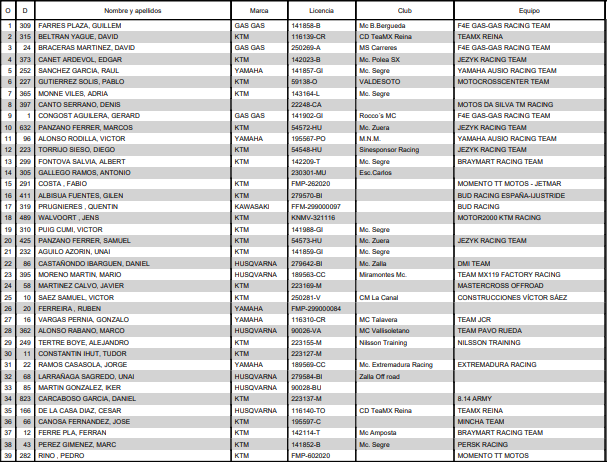 O D Nombre y apellidos Marca Licencia Club Equipo
1 309 FARRES PLAZA, GUILLEM GAS GAS 141858-B Mc B.Bergueda F4E GAS-GAS RACING TEAM
2 315 BELTRAN YAGUE, DAVID KTM 116139-CR CD TeaMX Reina TEAMX REINA
3 24 BRACERAS MARTINEZ, DAVID GAS GAS 250269-A MS Carreres F4E GAS-GAS RACING TEAM
4 373 CANET ARDEVOL, EDGAR KTM 142023-B Mc. Polea SX JEZYK RACING TEAM
5 252 SANCHEZ GARCIA, RAUL YAMAHA 141857-GI Mc. Segre YAMAHA AUSIO RACING TEAM
6 227 GUTIERREZ SOLIS, PABLO KTM 59138-O VALDESOTO MOTOCROSSCENTER TEAM
7 365 MONNE VILES, ADRIA KTM 143164-L Mc. Segre
8 397 CANTO SERRANO, DENIS 22248-CA MOTOS DA SILVA TM RACING
9 1 CONGOST AGUILERA, GERARD GAS GAS 141902-GI Rocco´s MC F4E GAS-GAS RACING TEAM
10 632 PANZANO FERRER, MARCOS KTM 54572-HU Mc. Zuera JEZYK RACING TEAM
11 96 ALONSO RODILLA, VICTOR YAMAHA 195567-PO M.N.M. YAMAHA AUSIO RACING TEAM
12 223 TORRIJO SIESO, DIEGO KTM 54548-HU Sinesponsor Racing JEZYK RACING TEAM
13 299 FONTOVA SALVIA, ALBERT KTM 142209-T Mc. Segre BRAYMART RACING TEAM
14 305 GALLEGO RAMOS, ANTONIO 230301-MU Esc.Carlos
15 291 COSTA , FABIO KTM FMP-262020 MOMENTO TT MOTOS - JETMAR
16 411 ALBISUA FUENTES, GILEN KTM 279570-BI BUD RACING ESPAÑA-IJUSTRIDE
17 319 PRUGNIERES , QUENTIN KAWASAKI FFM-299000097 BUD RACING
18 489 WALVOORT , JENS KTM KNMV-321116 MOTOR2000 KTM RACING
19 310 PUIG CUMI, VICTOR KTM 141988-GI Esc. Segre
20 425 PANZANO FERRER, SAMUEL KTM 54573-HU Mc. Zuera JEZYK RACING TEAM
21 232 AGUILO AZORIN, UNAI KTM 141859-GI Mc. Segre
22 86 CASTAÑONDO IBARGUEN, DANIEL HUSQVARNA 279642-BI Mc. Zalla DMI TEAM
23 395 MORENO MARTIN, MARIO HUSQVARNA 189563-CC Miramontes Mc. TEAM MX119 FACTORY RACING
24 58 MARTINEZ CALVO, JAVIER KTM 223169-M MASTERCROSS OFFROAD
25 10 SAEZ SAMUEL, VICTOR KTM 250281-V CM La Canal CONSTRUCCIONES VÍCTOR SÁEZ
26 20 FERREIRA , RUBEN YAMAHA FMP-299000084
27 16 VARGAS PERNIA, GONZALO YAMAHA 116310-CR MC Talavera TEAM JCR
28 362 ALONSO RABANO, MARCO HUSQVARNA 90026-VA MC Vallisoletano TEAM PAVO RUEDA
29 249 TERTRE BOYE, ALEJANDRO KTM 223155-M Nilsson Training NILSSON TRAINING
30 11 CONSTANTIN IHUT, TUDOR KTM 223127-M
31 22 RAMOS CASASOLA, JORGE YAMAHA 189569-CC Mc. Extremadura Racing EXTREMADURA RACING
32 68 LARRAÑAGA SAGREDO, UNAI HUSQVARNA 279584-BI Zalla Off road
33 85 MARTIN GONZALEZ, IKER HUSQVARNA 90028-BU
34 823 CARCABOSO GARCIA, DANIEL KTM 223137-M 8.14 ARMY
35 166 DE LA CASA DIAZ, CESAR HUSQVARNA 116140-TO CD TeaMX Reina TEAMX REINA
36 66 CANOSA FERNANDEZ, JOSE KTM 195597-C MINCHA TEAM
37 12 FERRE PLA, FERRAN KTM 142114-T Mc Amposta BRAYMART RACING TEAM
38 43 PEREZ GIMENEZ, MARC KTM 141852-B Mc. Segre PERSK RACING
39 282 RINO , PEDRO KTM FMP-602020 MOMENTO TT MOTOS